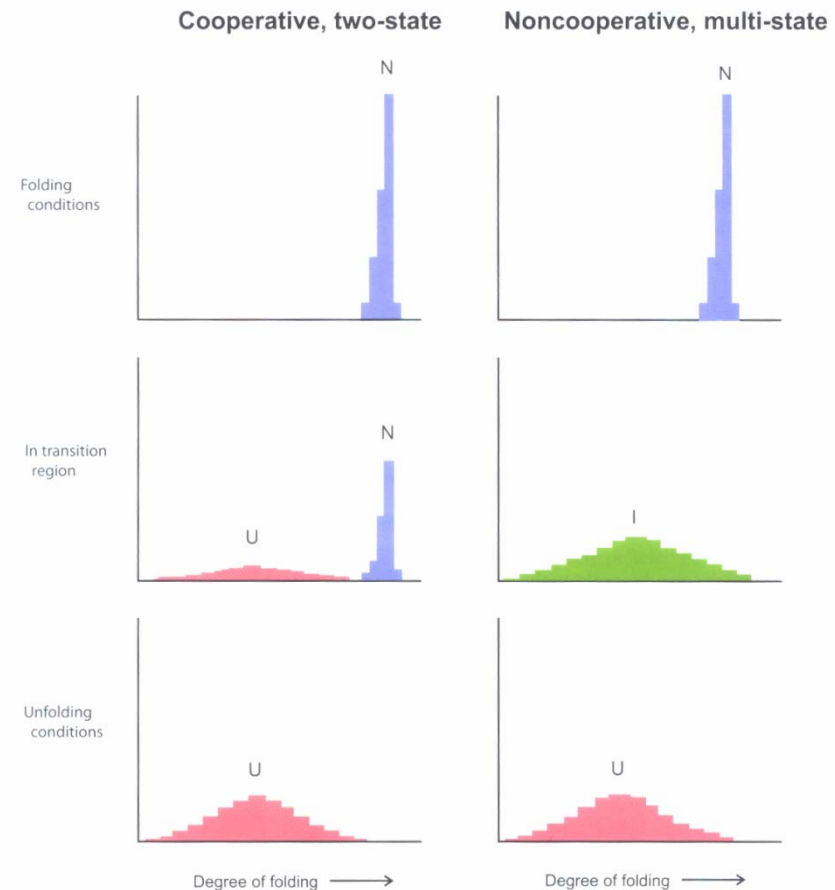 Cooperative, two-state
Noncooperative, multi-state
N
N
Folding
conditions
In transition
region
N
U
I
Unfolding
conditions
U
U
Degree of folding
Degree of folding